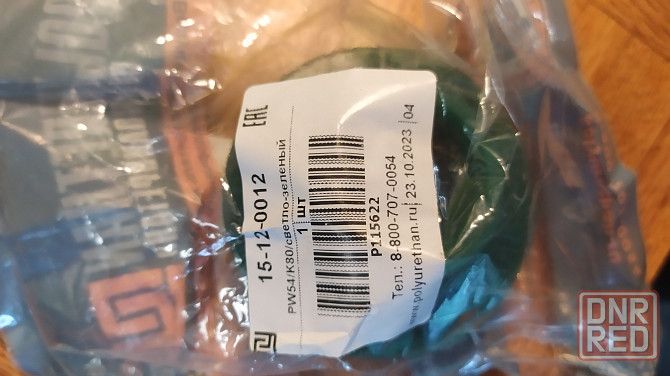 EAC
15-12-0012
PW54/K80/светло-зеленый
1 шт
P115622
Тел.: 8-800-707-0054
www.polyurethan.ru 23.10.2023 04
DNR
RED